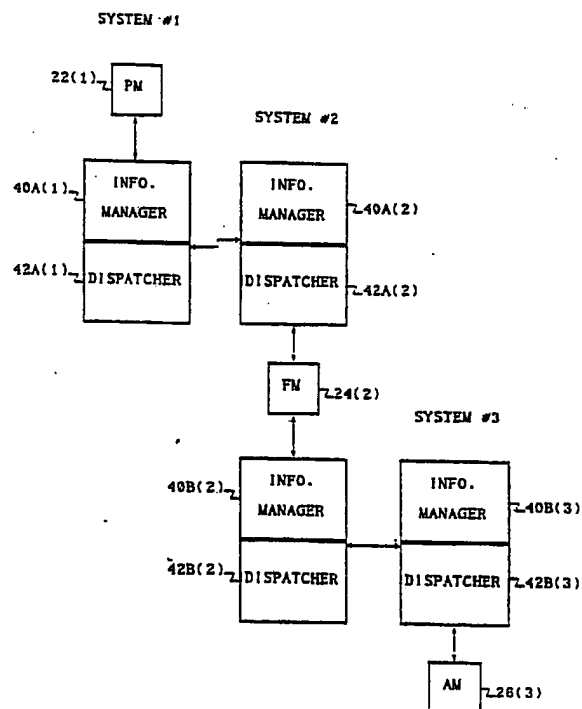 SYSTEM #1
22(1)
PM
SYSTEM #2
40A(1)
INFO.
MANAGER
INFO.
MANAGER
40A(2)
42A(1)
DISPATCHER
DISPATCHER
42A(2)
FM
24(2)
SYSTEM #3
40B(2)
INFO.
MANAGER
INFO.
MANAGER
40B(3)
42B(2)
DISPATCHER
DISPATCHER
42B(3)
AM
26(3)